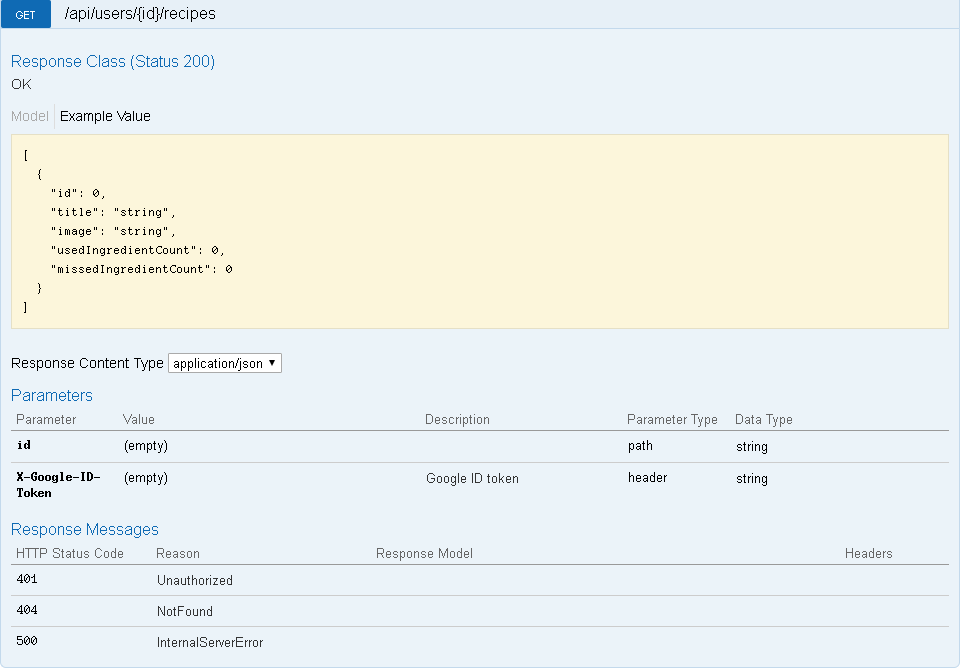 GET /api/users/{id}/recipes
Response Class (Status 200)
OK
Model Example Value
[
{
"id": 0,
"title": "string",
"image": "string",
"usedIngredientCount": 0,
"missedIngredientCount": 0
}
]
Response Content Type application/json
Parameters
Parameter Value Description Parameter Type Data Type
id (empty) path string
X-Google-ID- (empty) Google ID token header string
Token
Response Messages
HTTP Status Code Reason Response Model Headers
401 Unauthorized
404 NotFound
500 InternalServerError